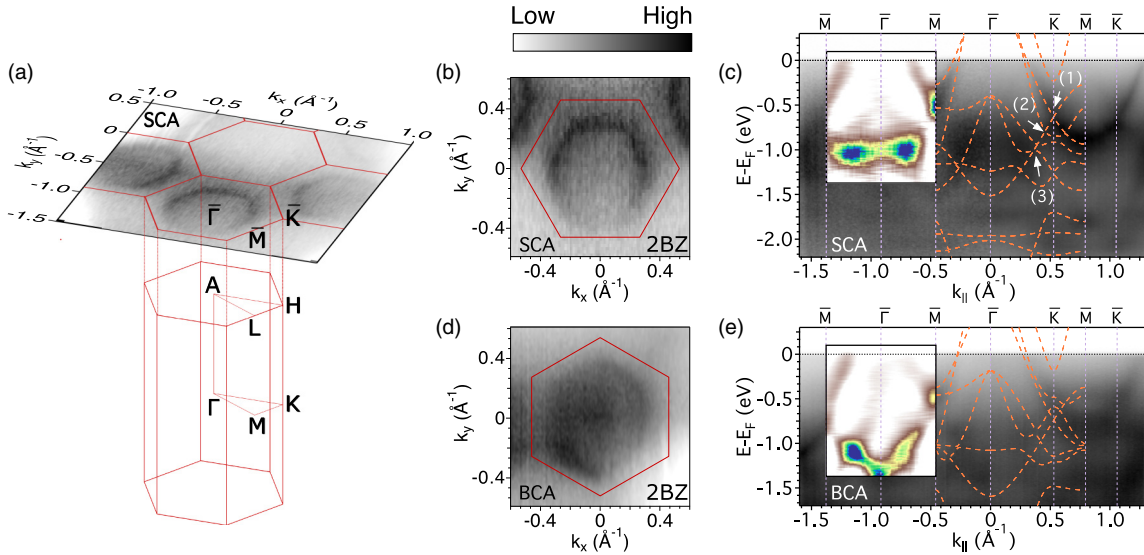 Low High
(a)
-1.0 -0.5 0 0.5 1.0
kx (Å⁻¹)
0.5 0 -0.5 -1.0 -1.5
ky (Å⁻¹)
SCA
Γ̅
M̅
K̅
A
H
L
Γ
K
M
(b)
ky (Å⁻¹)
0.4
0
-0.4
SCA
2BZ
-0.4 0 0.4
kx (Å⁻¹)
(c)
M̅ Γ̅ M̅ Γ̅ K̅ M̅ K̅
E-EF (eV)
0
-0.5
-1.0
-1.5
-2.0
(1)
(2)
(3)
SCA
-1.5 -1.0 -0.5 0.0 0.5 1.0
k|| (Å⁻¹)
(d)
ky (Å⁻¹)
0.4
0
-0.4
BCA
2BZ
-0.4 0 0.4
kx (Å⁻¹)
(e)
M̅ Γ̅ M̅ Γ̅ K̅ M̅ K̅
E-EF (eV)
0
-0.5
-1.0
-1.5
BCA
-1.5 -1.0 -0.5 0.0 0.5 1.0
k|| (Å⁻¹)